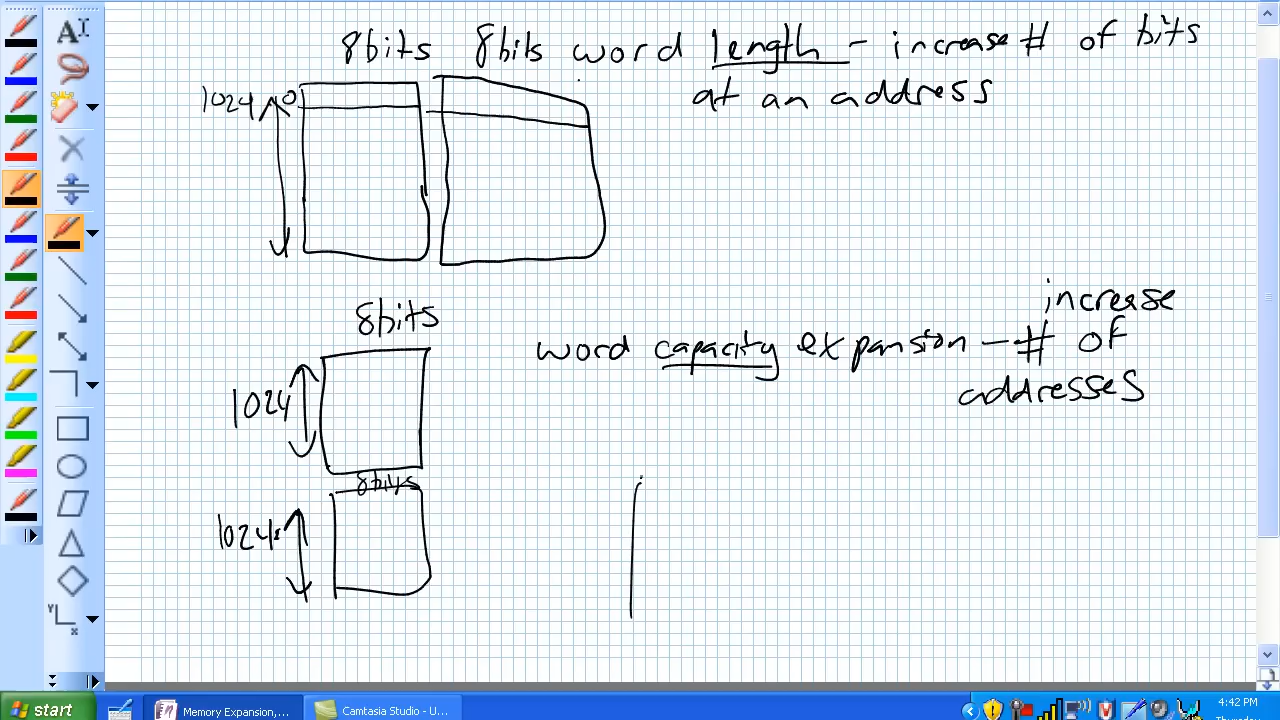 8bits 8bits word length - increase # of bits
at an address
1024 0
8bits
increase
word capacity expansion - # of
addresses
1024
8bits
1024
start
Memory Expansion,...
Camtasia Studio - U...
4:42 PM
Thursday